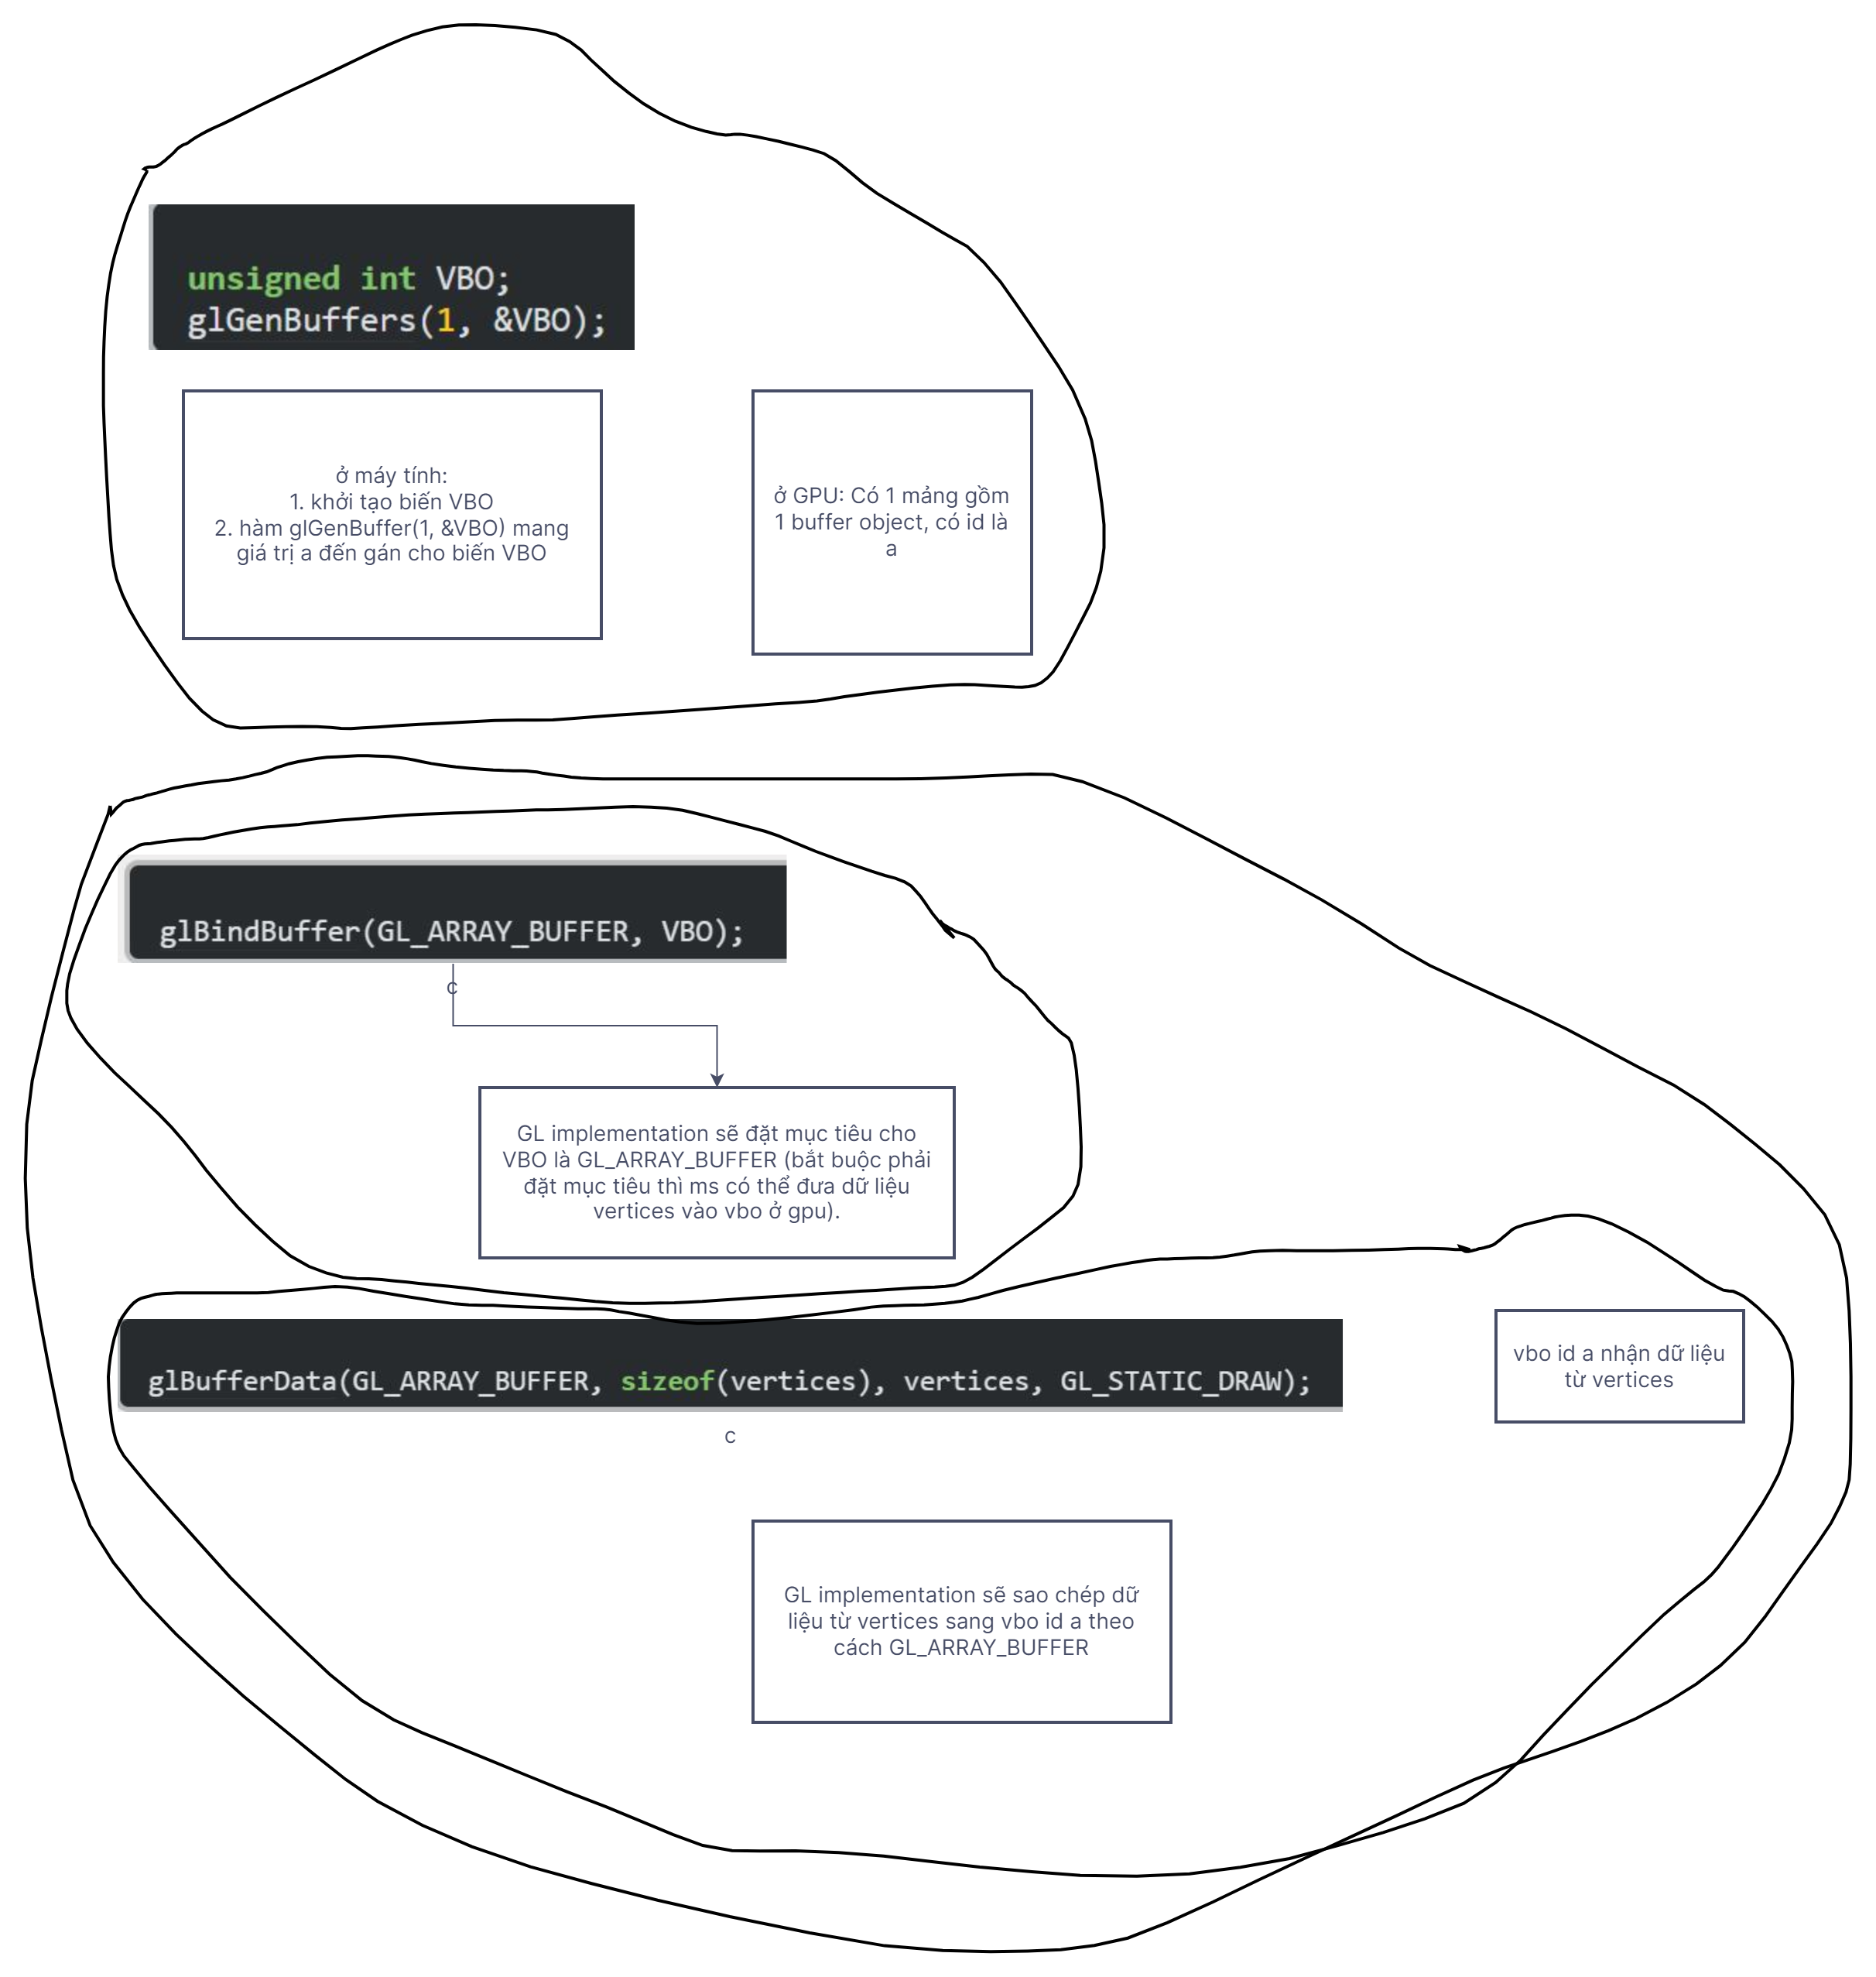 unsigned int VBO;
glGenBuffers(1, &VBO);
ở máy tính:
1. khởi tạo biến VBO
2. hàm glGenBuffer(1, &VBO) mang
giá trị a đến gán cho biến VBO
ở GPU: Có 1 mảng gồm
1 buffer object, có id là
a
glBindBuffer(GL_ARRAY_BUFFER, VBO);
c
GL implementation sẽ đặt mục tiêu cho
VBO là GL_ARRAY_BUFFER (bắt buộc phải
đặt mục tiêu thì ms có thể đưa dữ liệu
vertices vào vbo ở gpu).
glBufferData(GL_ARRAY_BUFFER, sizeof(vertices), vertices, GL_STATIC_DRAW);
vbo id a nhận dữ liệu
từ vertices
c
GL implementation sẽ sao chép dữ
liệu từ vertices sang vbo id a theo
cách GL_ARRAY_BUFFER